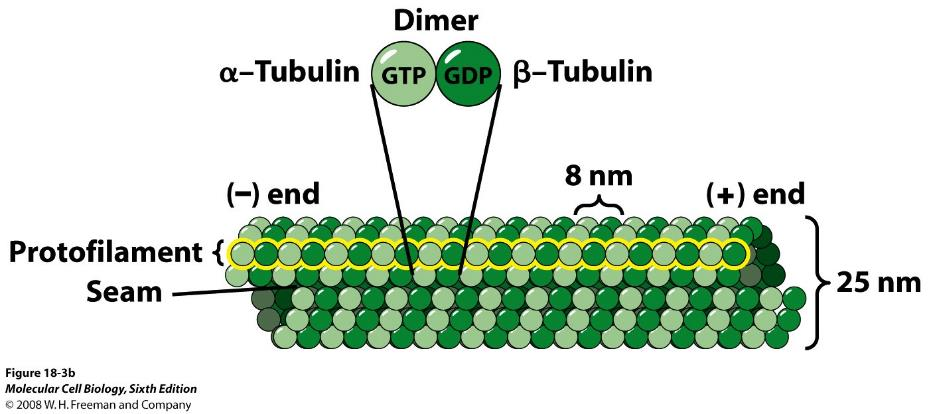 Dimer
α–Tubulin
GTP
GDP
β–Tubulin
8 nm
(–) end
(+) end
Protofilament
Seam
25 nm
Figure 18-3b
Molecular Cell Biology, Sixth Edition
© 2008 W. H. Freeman and Company